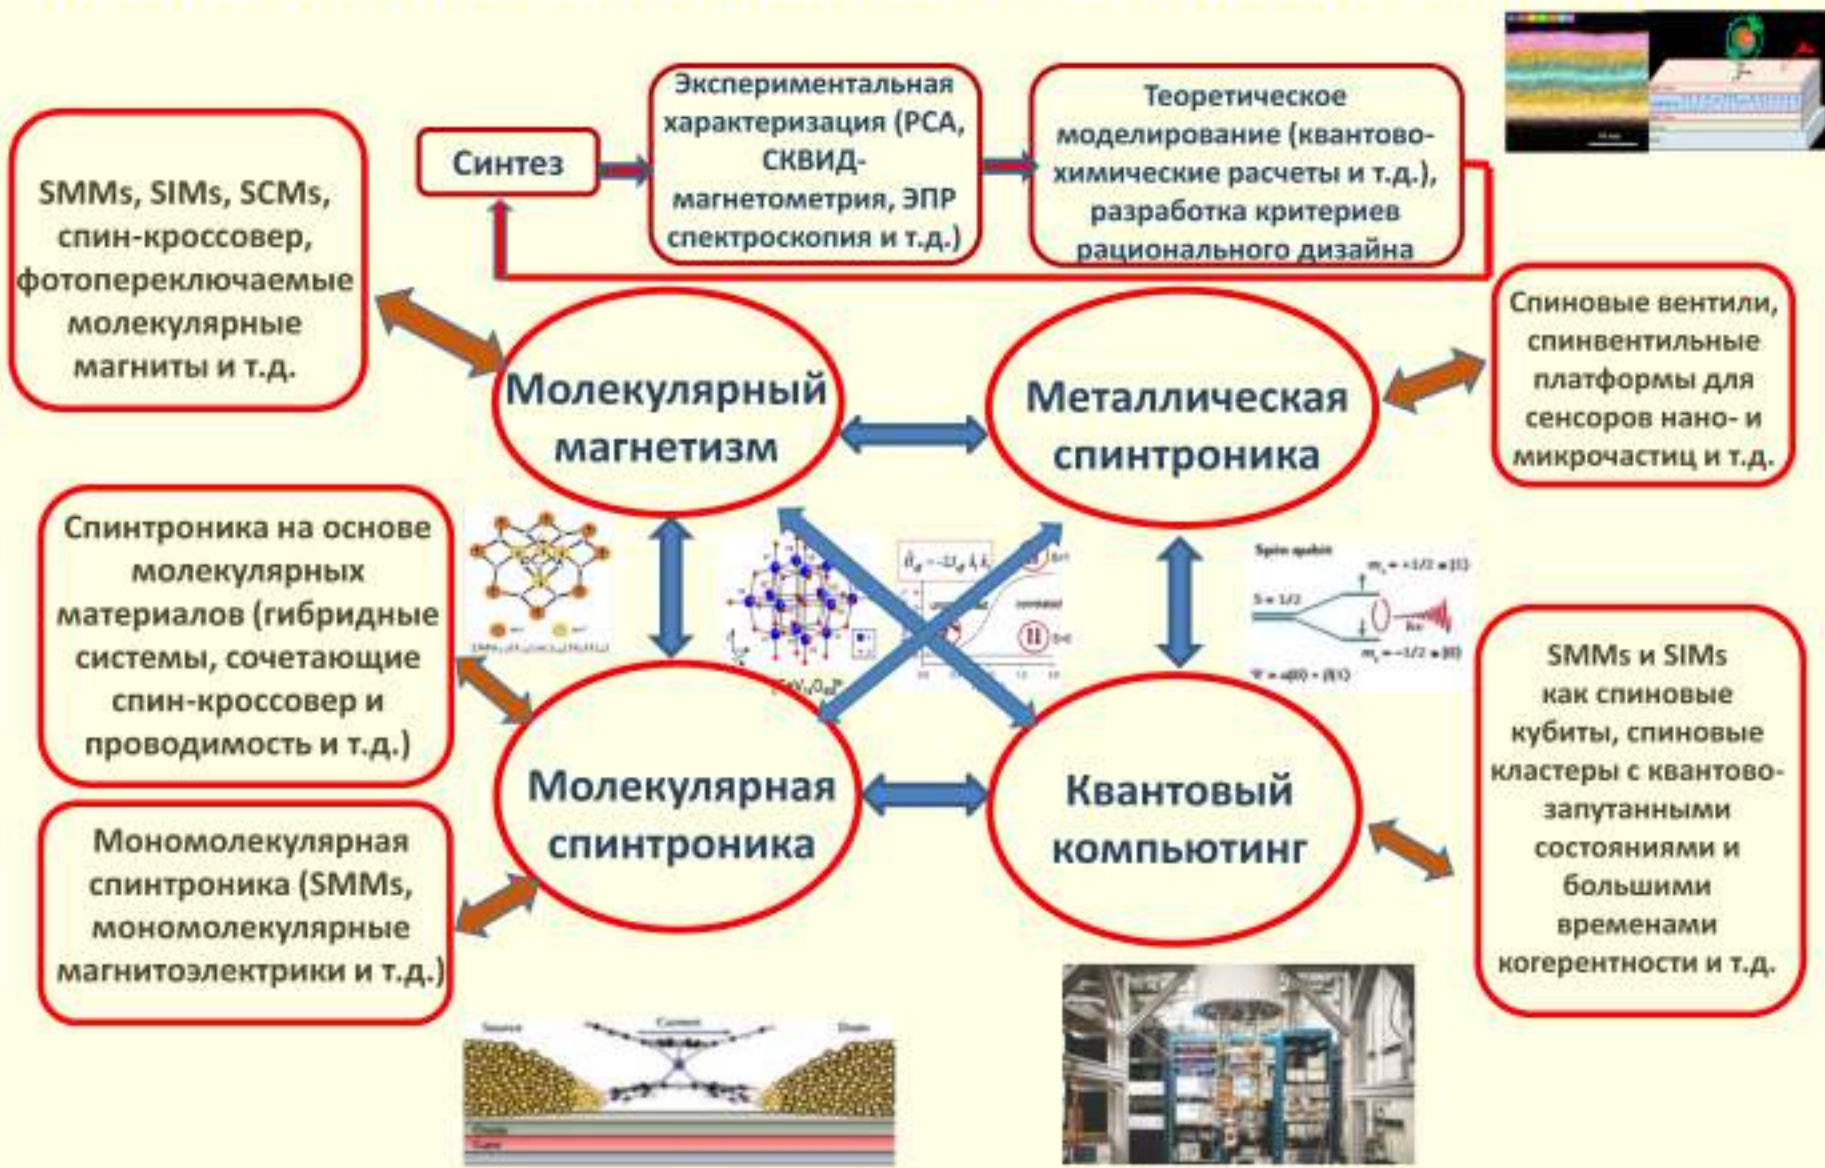 Синтез
Экспериментальная
характеризация (РСА,
СКВИД-
магнетометрия, ЭПР
спектроскопия и т.д.)
Теоретическое
моделирование (квантово-
химические расчеты и т.д.),
разработка критериев
рационального дизайна
SMMs, SIMs, SCMs,
спин-кроссовер,
фотопереключаемые
молекулярные
магниты и т.д.
Молекулярный
магнетизм
Металлическая
спинтроника
Спиновые вентили,
спинвентильные
платформы для
сенсоров нано- и
микрочастиц и т.д.
Спинтроника на основе
молекулярных
материалов (гибридные
системы, сочетающие
спин-кроссовер и
проводимость и т.д.)
Spin qubit
S = 1/2
Молекулярная
спинтроника
Квантовый
компьютинг
SMMs и SIMs
как спиновые
кубиты, спиновые
кластеры с квантово-
запутанными
состояниями и
большими
временами
когерентности и т.д.
Мономолекулярная
спинтроника (SMMs,
мономолекулярные
магнитоэлектрики и т.д.)
Source
Current
Drain
Gate